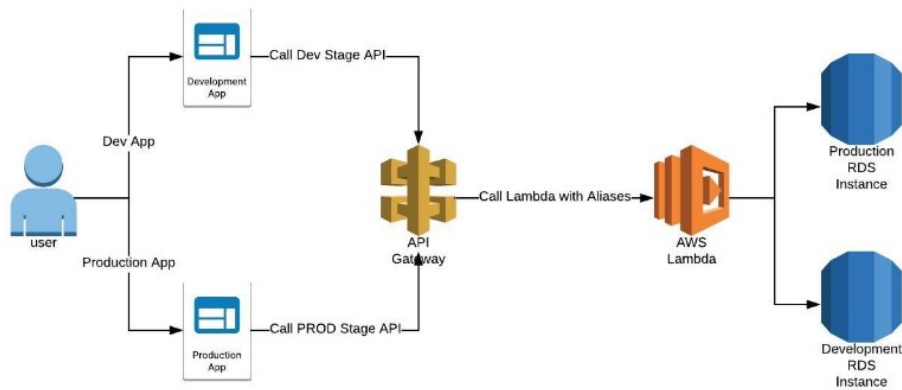 Development
App
Call Dev Stage API
Dev App
user
Production App
Production
App
Call PROD Stage API
API
Gateway
Call Lambda with Aliases
AWS
Lambda
Production
RDS
Instance
Development
RDS
Instance